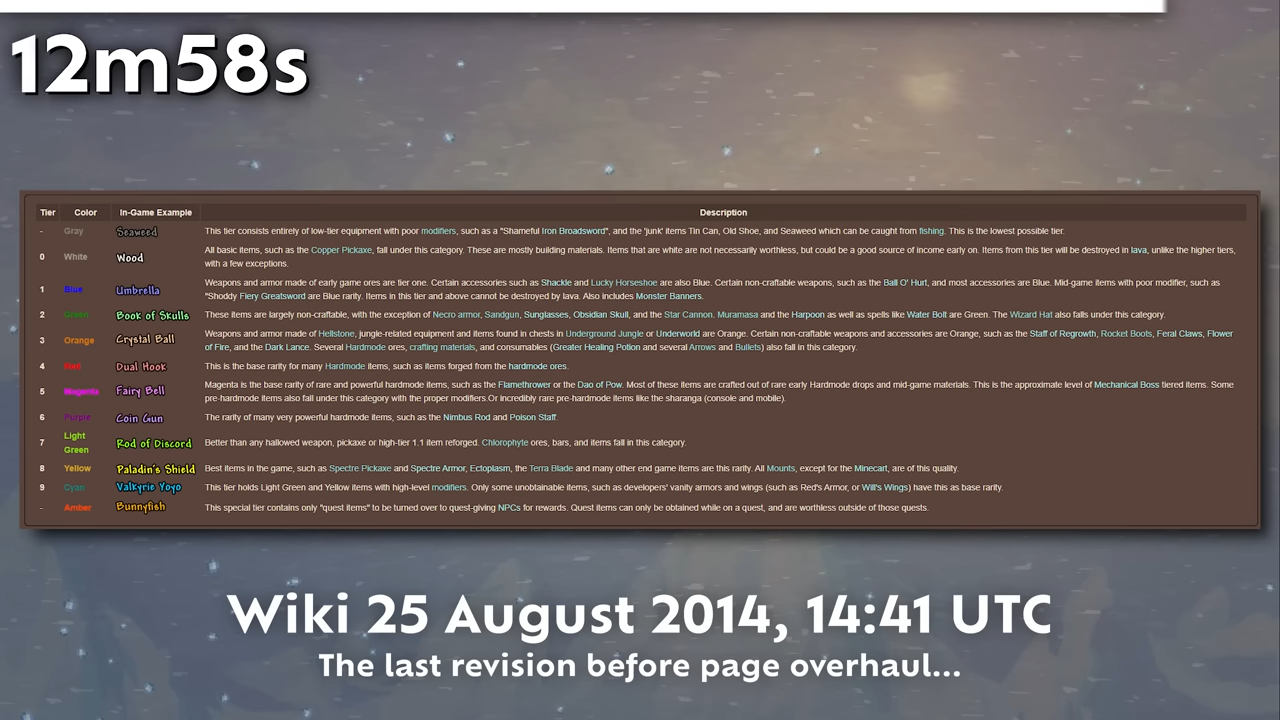 12m58s
Tier Color In-Game Example Description
- Gray Seaweed This tier consists entirely of low-tier equipment with poor modifiers, such as a "Shameful Iron Broadsword", and the 'junk' items Tin Can, Old Shoe, and Seaweed which can be caught from fishing. This is the lowest possible tier.
0 White Wood All basic items, such as the Copper Pickaxe, fall under this category. These are mostly building materials. Items that are white are not necessarily worthless, but could be a good source of income early on. Items from this tier will be destroyed in lava, unlike the higher tiers,
with a few exceptions.
1 Blue Umbrella Weapons and armor made of early game ores are tier one. Certain accessories such as Shackle and Lucky Horseshoe are also Blue. Certain non-craftable weapons, such as the Ball O' Hurt, and most accessories are Blue. Mid-game items with poor modifier, such as
"Shoddy Fiery Greatsword are Blue rarity. Items in this tier and above cannot be destroyed by lava. Also includes Monster Banners.
2 Green Book of Skulls These items are largely non-craftable, with the exception of Necro armor, Sandgun, Sunglasses, Obsidian Skull, and the Star Cannon. Muramasa and the Harpoon as well as spells like Water Bolt are Green. The Wizard Hat also falls under this category.
3 Orange Crystal Ball Weapons and armor made of Hellstone, jungle-related equipment and items found in chests in Underground Jungle or Underworld are Orange. Certain non-craftable weapons and accessories are Orange, such as the Staff of Regrowth, Rocket Boots, Feral Claws, Flower
of Fire, and the Dark Lance. Several Hardmode ores, crafting materials, and consumables (Greater Healing Potion and several Arrows and Bullets) also fall in this category.
4 Red Dual Hook This is the base rarity for many Hardmode items, such as items forged from the hardmode ores.
5 Magenta Fairy Bell Magenta is the base rarity of rare and powerful hardmode items, such as the Flamethrower or the Dao of Pow. Most of these items are crafted out of rare early Hardmode drops and mid-game materials. This is the approximate level of Mechanical Boss tiered items. Some
pre-hardmode items also fall under this category with the proper modifiers.Or incredibly rare pre-hardmode items like the sharanga (console and mobile).
6 Purple Coin Gun The rarity of many very powerful hardmode items, such as the Nimbus Rod and Poison Staff.
7 Light Green Rod of Discord Better than any hallowed weapon, pickaxe or high-tier 1.1 item reforged. Chlorophyte ores, bars, and items fall in this category.
8 Yellow Paladin's Shield Best items in the game, such as Spectre Pickaxe and Spectre Armor, Ectoplasm, the Terra Blade and many other end game items are this rarity. All Mounts, except for the Minecart, are of this quality.
9 Cyan Valkyrie Yoyo This tier holds Light Green and Yellow items with high-level modifiers. Only some unobtainable items, such as developers' vanity armors and wings (such as Red's Armor, or Will's Wings) have this as base rarity.
- Amber Bunnyfish This special tier contains only "quest items" to be turned over to quest-giving NPCs for rewards. Quest items can only be obtained while on a quest, and are worthless outside of those quests.
Wiki 25 August 2014, 14:41 UTC
The last revision before page overhaul...